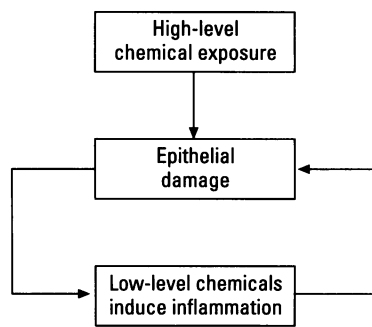 High-level
chemical exposure
Epithelial
damage
Low-level chemicals
induce inflammation